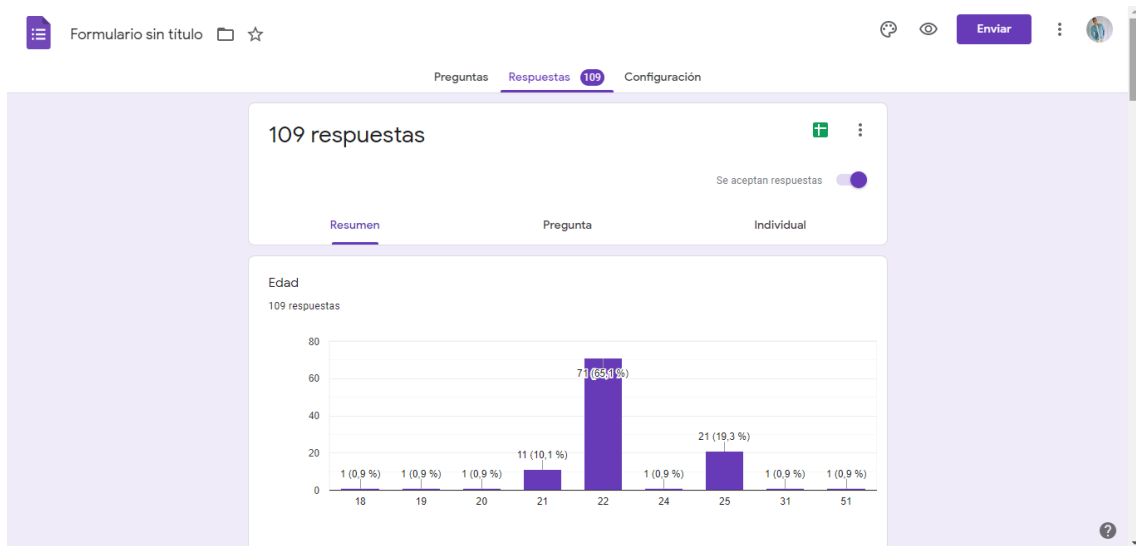 Formulario sin título
Enviar
Preguntas Respuestas 109 Configuración
109 respuestas
Se aceptan respuestas
Resumen Pregunta Individual
Edad
109 respuestas
80
60
40
20
0
1 (0,9 %) 1 (0,9 %) 1 (0,9 %) 11 (10,1 %) 71 (65,1 %) 1 (0,9 %) 21 (19,3 %) 1 (0,9 %) 1 (0,9 %)
18 19 20 21 22 24 25 31 51